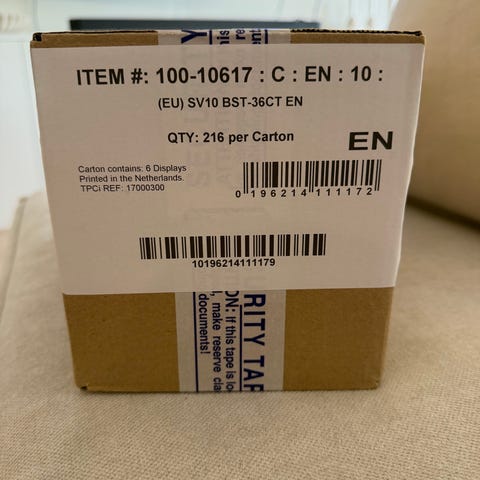 ITEM #: 100-10617 : C : EN : 10 :
(EU) SV10 BST-36CT EN
QTY: 216 per Carton
EN
Carton contains: 6 Displays
Printed in the Netherlands.
TPCi REF: 17000300
0 196214 111172
10196214111179
RITY TAP
ON: If this tape is
, make reserve
documents!